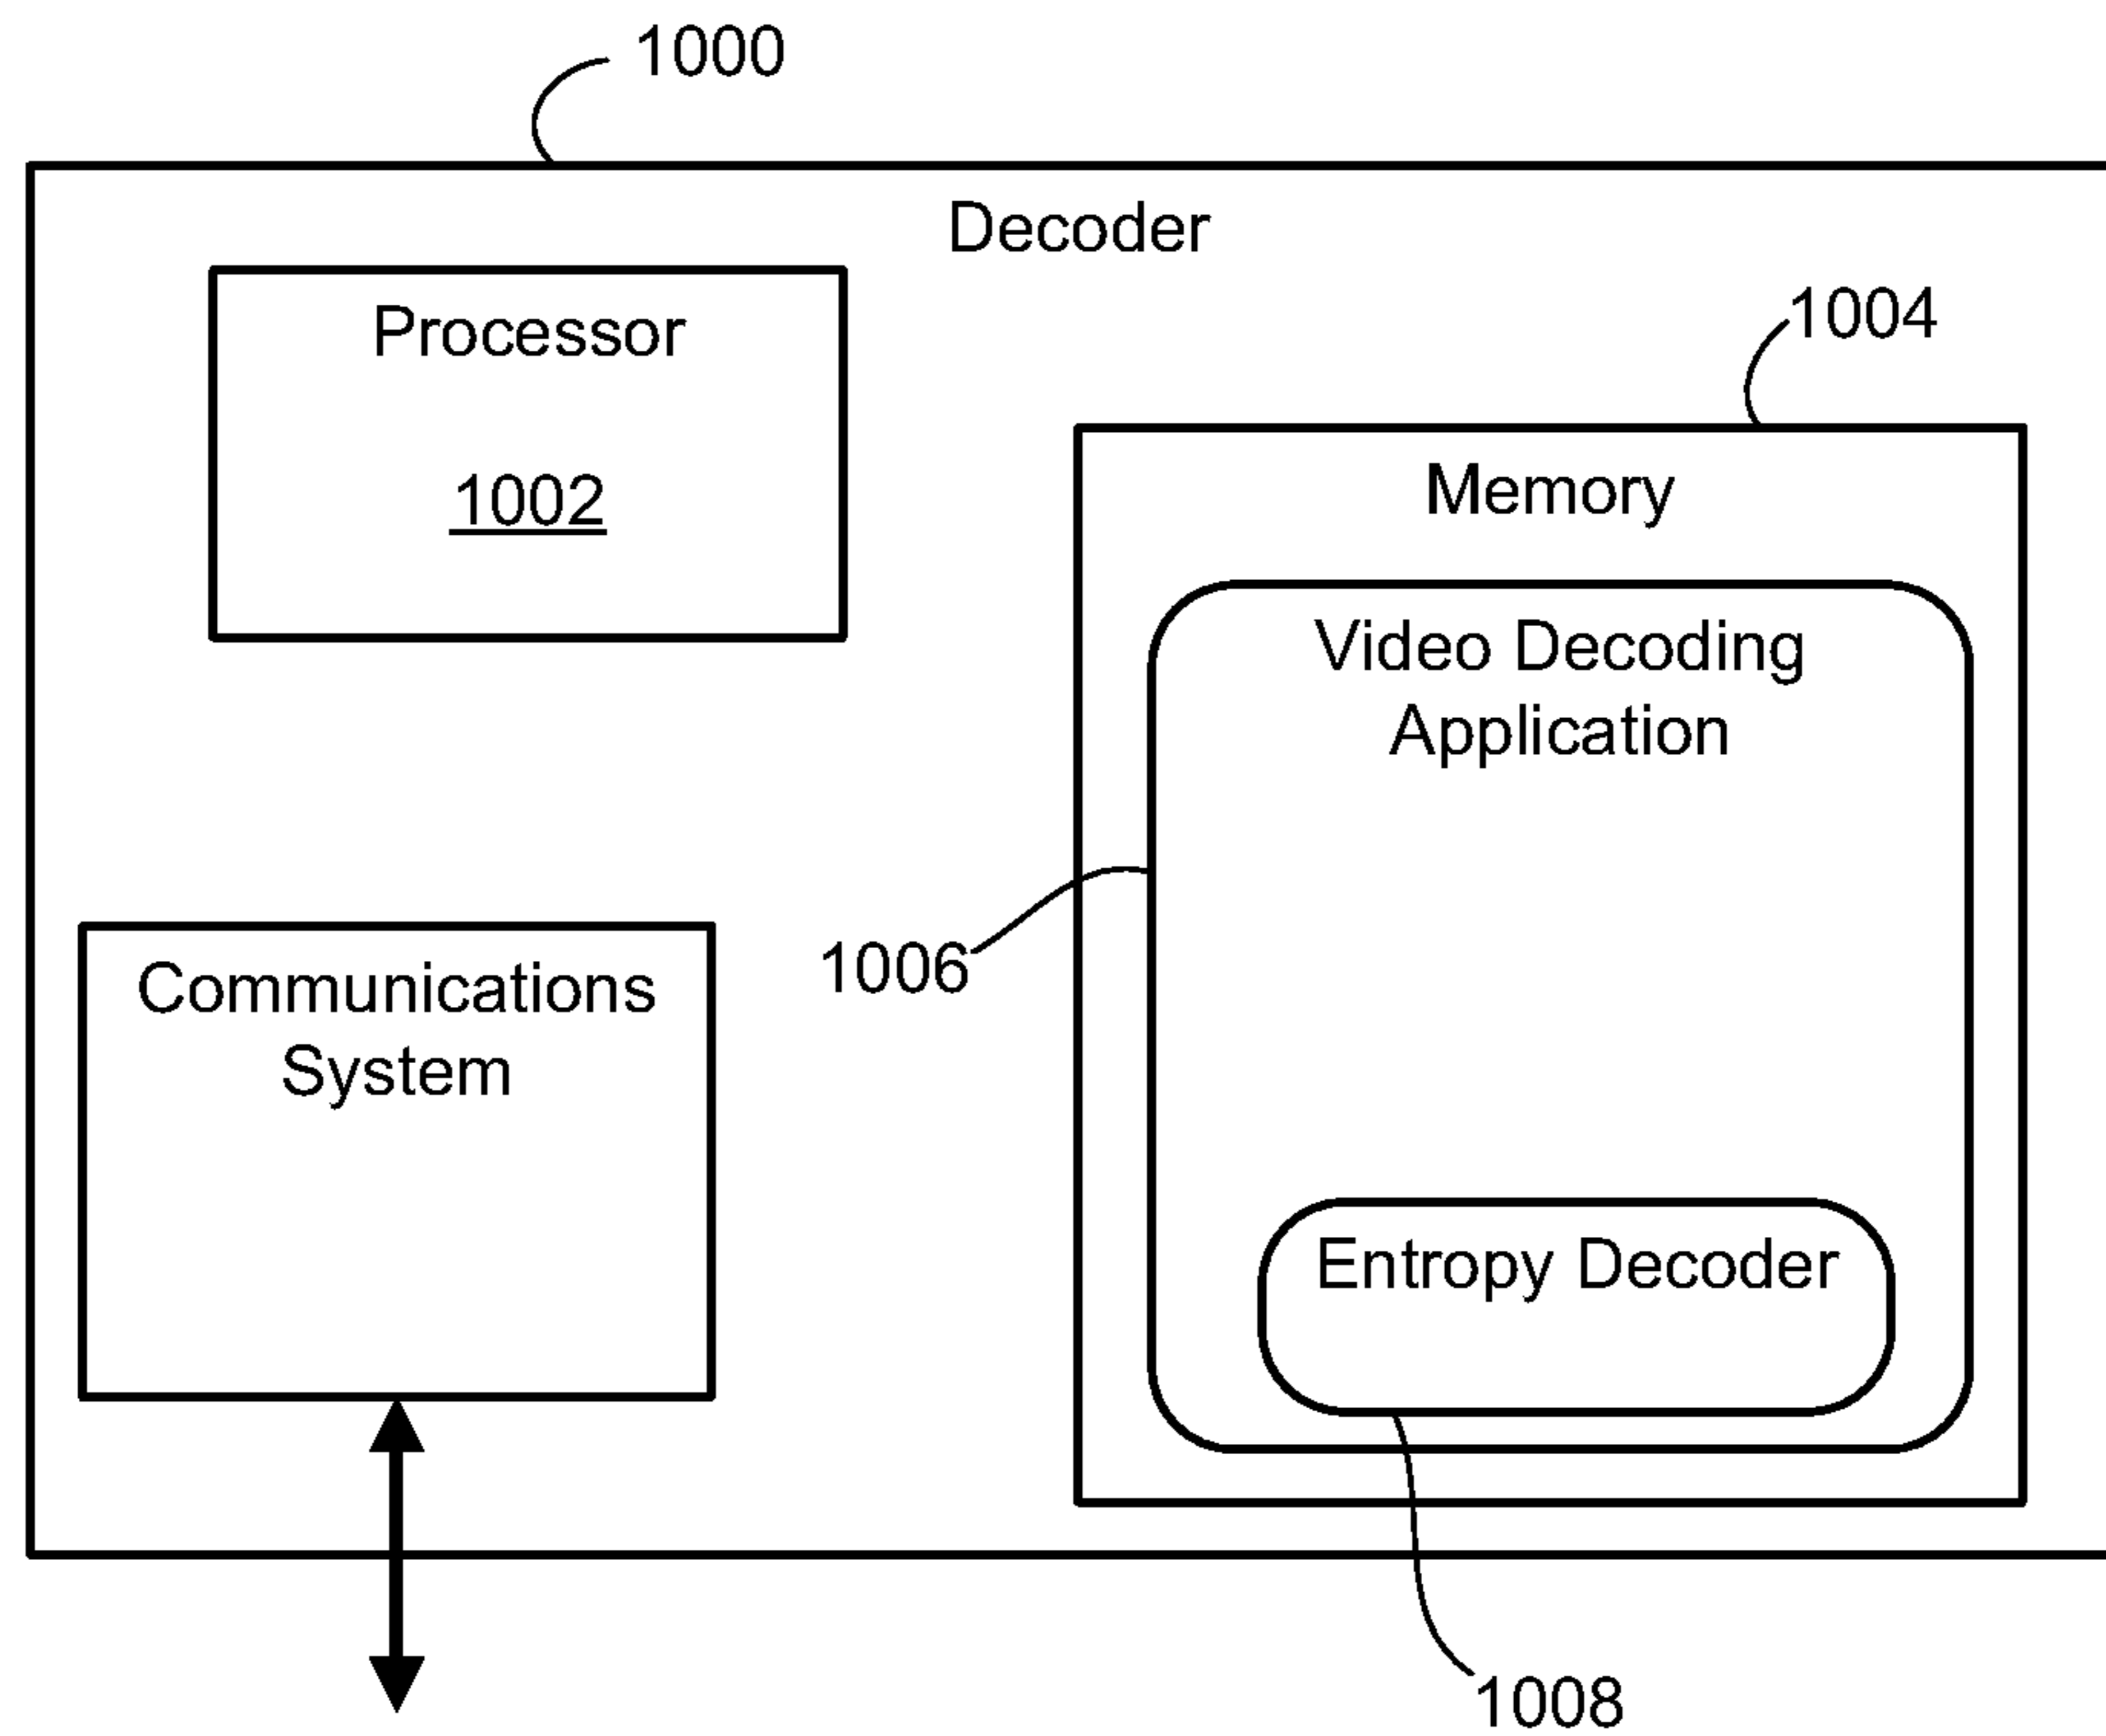 1000
Decoder
Processor
1002
1004
Memory
Video Decoding
Application
1006
Communications
System
Entropy Decoder
1008